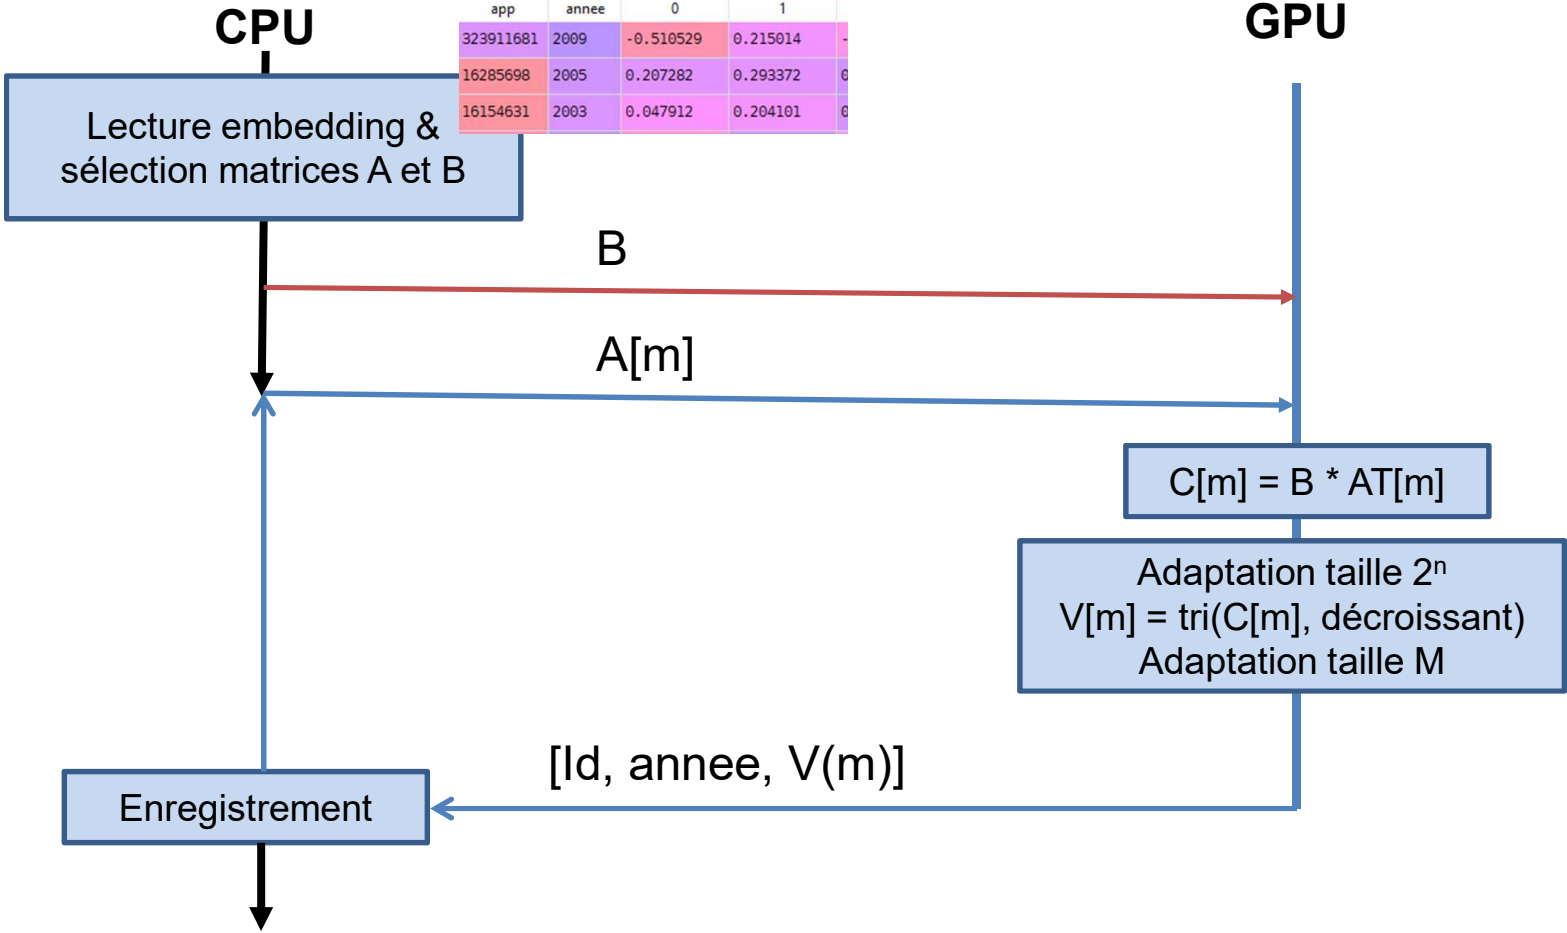 CPU
GPU
app annee 0 1
323911681 2009 -0.510529 0.215014 -
16285698 2005 0.207282 0.293372 0
16154631 2003 0.047912 0.204101 0
Lecture embedding &
sélection matrices A et B
B
A[m]
C[m] = B * AT[m]
Adaptation taille 2ⁿ
V[m] = tri(C[m], décroissant)
Adaptation taille M
[Id, annee, V(m)]
Enregistrement